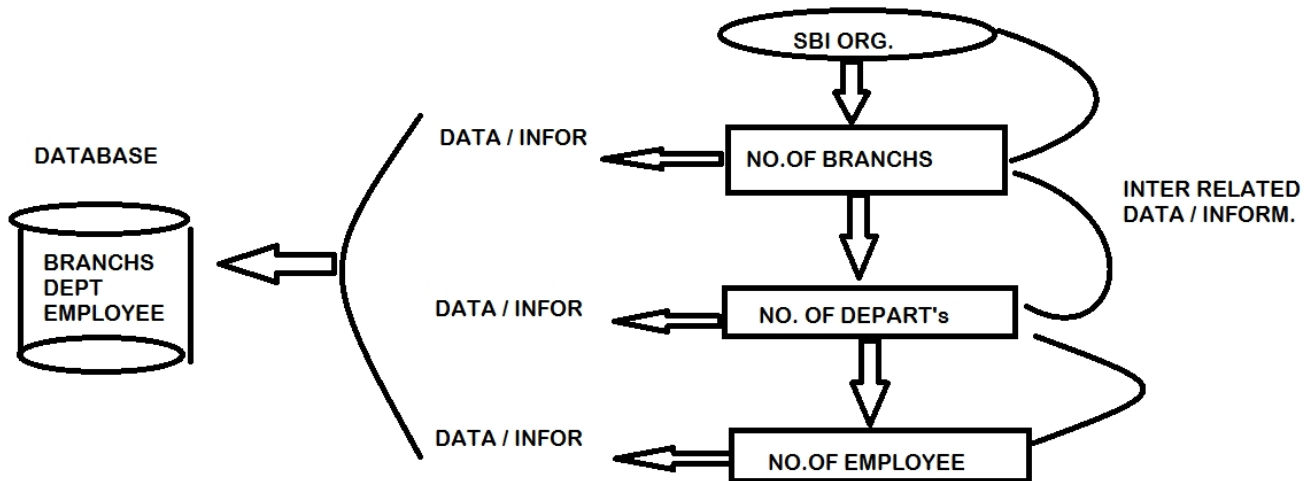 SBI ORG.
DATA / INFOR
NO.OF BRANCHS
DATABASE
INTER RELATED
DATA / INFORM.
BRANCHS
DEPT
EMPLOYEE
DATA / INFOR
NO. OF DEPART's
DATA / INFOR
NO.OF EMPLOYEE